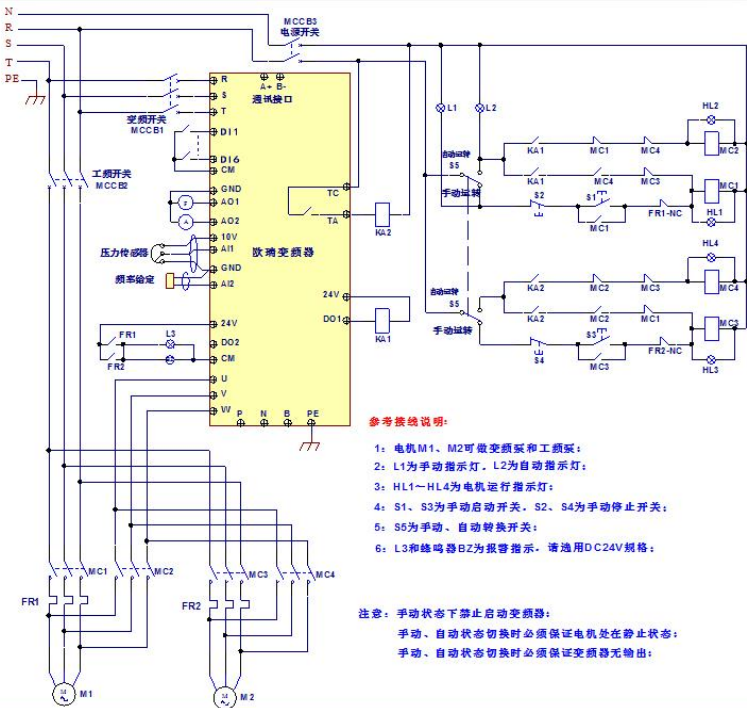 N
R
S
T
PE
MCCB3
电源开关
变频开关
MCCB1
工频开关
MCCB2
R
S
T
A+ B-
通讯接口
DI1
DI6
CM
GND
AO1
AO2
10V
AI1
GND
AI2
F
A
压力传感器
频率给定
欧瑞变频器
TC
TA
KA2
24V
DO1
KA1
24V
DO2
CM
FR1
FR2
L3
U
V
W
P N B PE
L1
L2
自动运转
S5
手动运转
KA1
MC1
MC2
HL2
MC2
KA1
MC4
MC3
MC1
S2
S1
MC1
FR1-NC
HL1
自动运转
S5
手动运转
KA2
MC2
MC3
HL4
MC4
KA2
MC2
MC1
MC3
S4
S3
MC3
FR2-NC
HL3
参考接线说明:
1: 电机M1、M2可做变频泵和工频泵;
2: L1为手动指示灯，L2为自动指示灯;
3: HL1～HL4为电机运行指示灯;
4: S1、S3为手动启动开关，S2、S4为手动停止开关;
5: S5为手动、自动转换开关;
6: L3和蜂鸣器BZ为报警指示，请选用DC24V规格;
注意: 手动状态下禁止启动变频器;
手动、自动状态切换时必须保证电机处在静止状态;
手动、自动状态切换时必须保证变频器无输出;
MC1
MC2
MC3
MC4
FR1
FR2
M
M1
M
M2